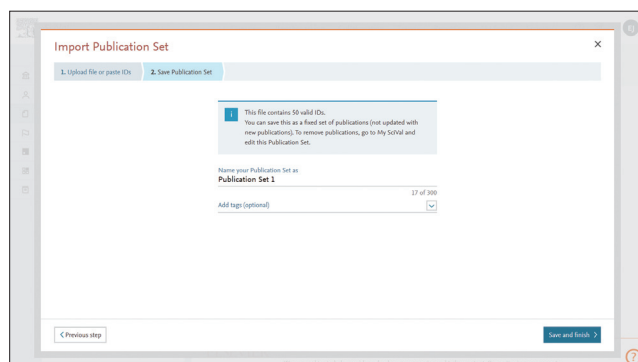 Import Publication Set
1. Upload file or paste IDs 2. Save Publication Set
This file contains 50 valid IDs.
You can save this as a fixed set of publications (not updated with
new publications). To remove publications, go to My SciVal and
edit this Publication Set.
Name your Publication Set as
Publication Set 1
17 of 300
Add tags (optional)
Previous step
Save and finish